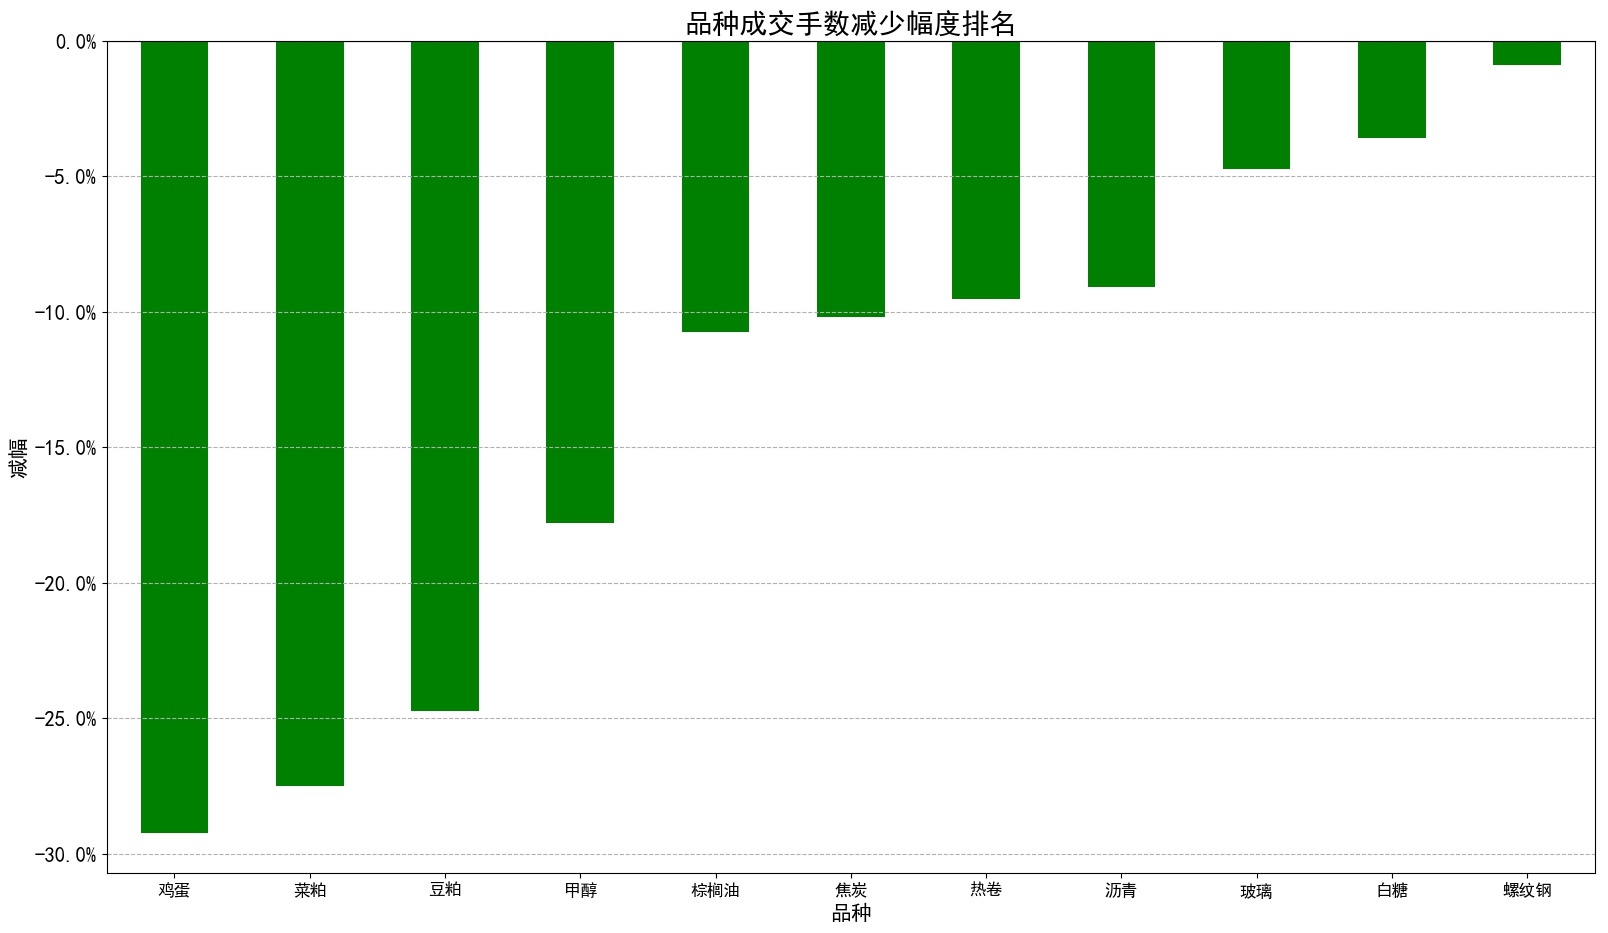 品种成交手数减少幅度排名
0.0%
−5.0%
−10.0%
−15.0%
−20.0%
−25.0%
−30.0%
减幅
鸡蛋 菜粕 豆粕 甲醇 棕榈油 焦炭 热卷 沥青 玻璃 白糖 螺纹钢
品种